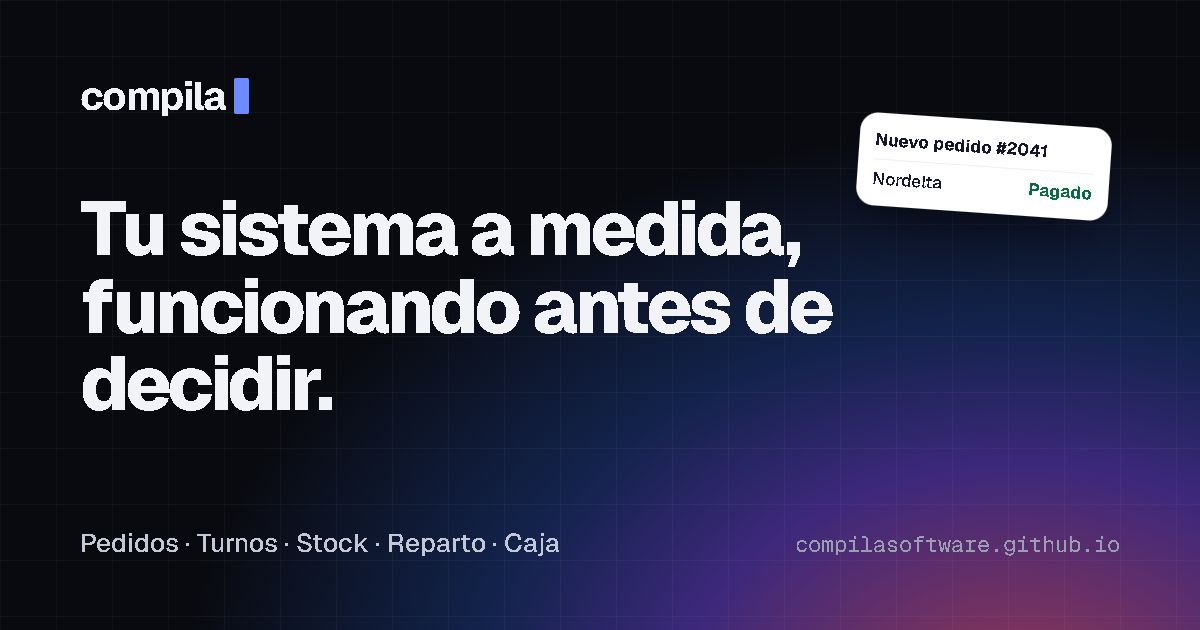 compila
Nuevo pedido #2041
Nordelta Pagado
Tu sistema a medida,
funcionando antes de
decidir.
Pedidos · Turnos · Stock · Reparto · Caja
compilasoftware.github.io